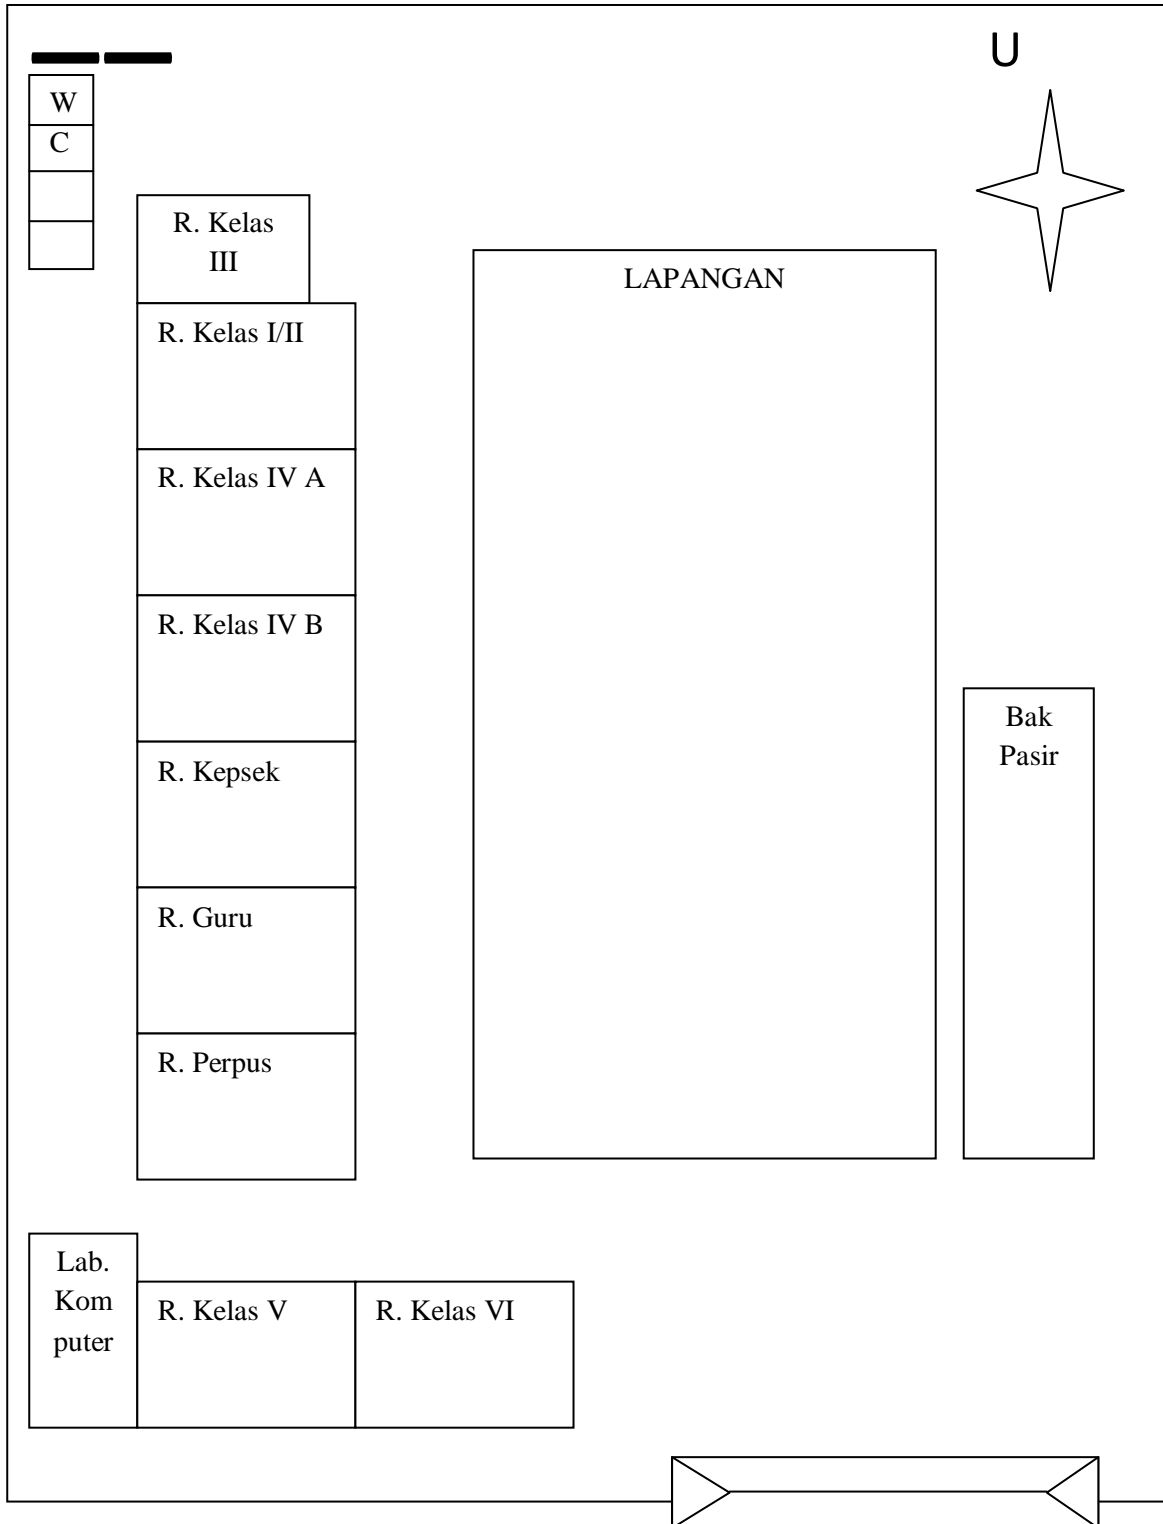 U
W
C
R. Kelas
III
LAPANGAN
R. Kelas I/II
R. Kelas IV A
R. Kelas IV B
Bak
Pasir
R. Kepsek
R. Guru
R. Perpus
Lab.
Kom
puter
R. Kelas V
R. Kelas VI